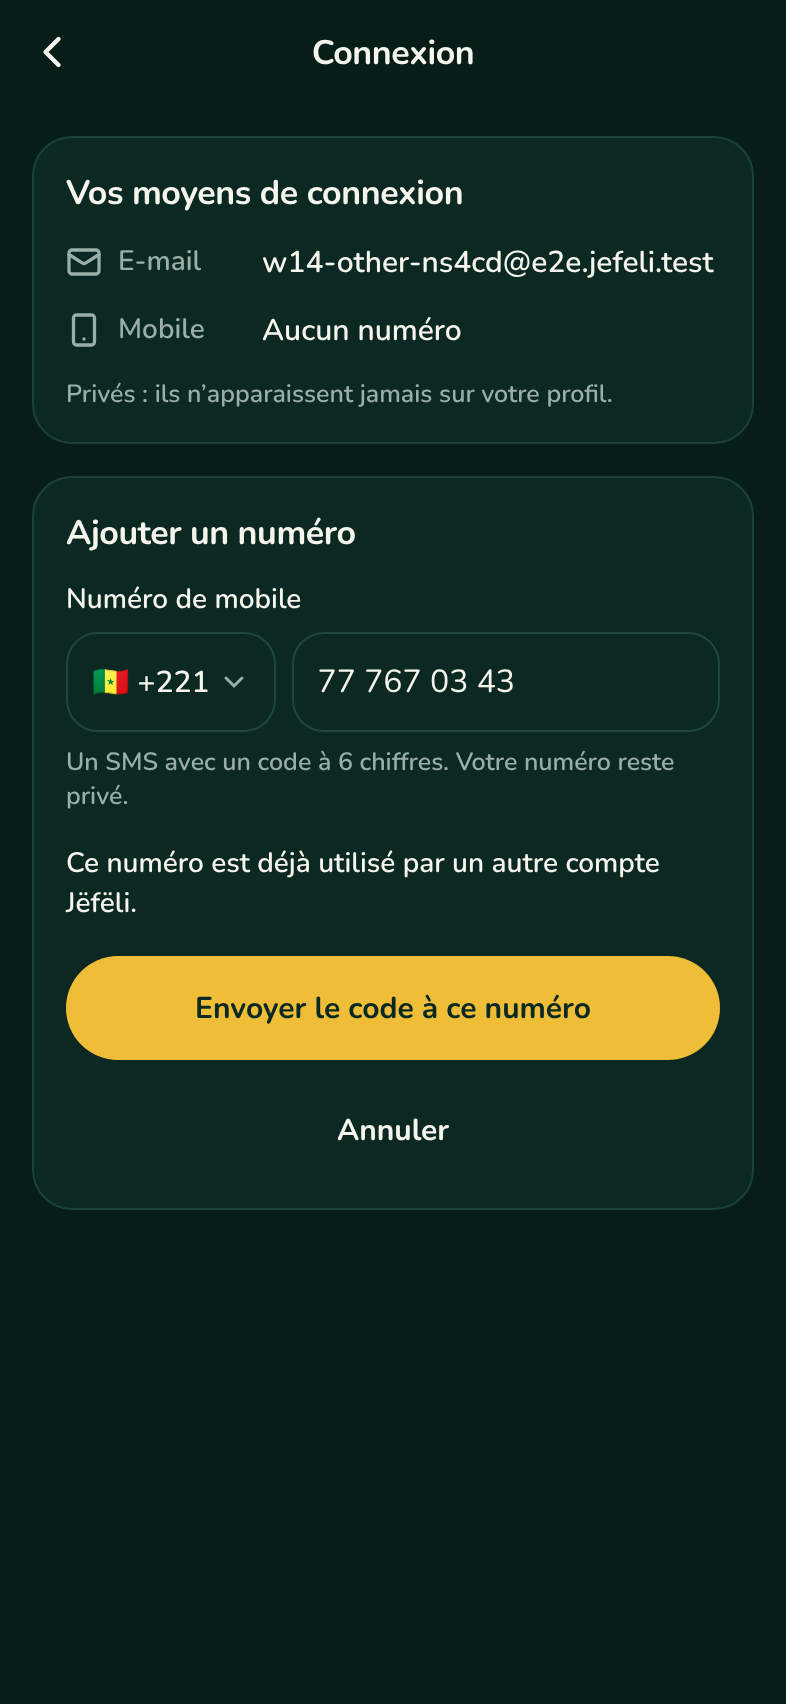 Connexion
Vos moyens de connexion
E-mail w14-other-ns4cd@e2e.jefeli.test
Mobile Aucun numéro
Privés : ils n’apparaissent jamais sur votre profil.
Ajouter un numéro
Numéro de mobile
+221 77 767 03 43
Un SMS avec un code à 6 chiffres. Votre numéro reste
privé.
Ce numéro est déjà utilisé par un autre compte
Jëfëli.
Envoyer le code à ce numéro
Annuler